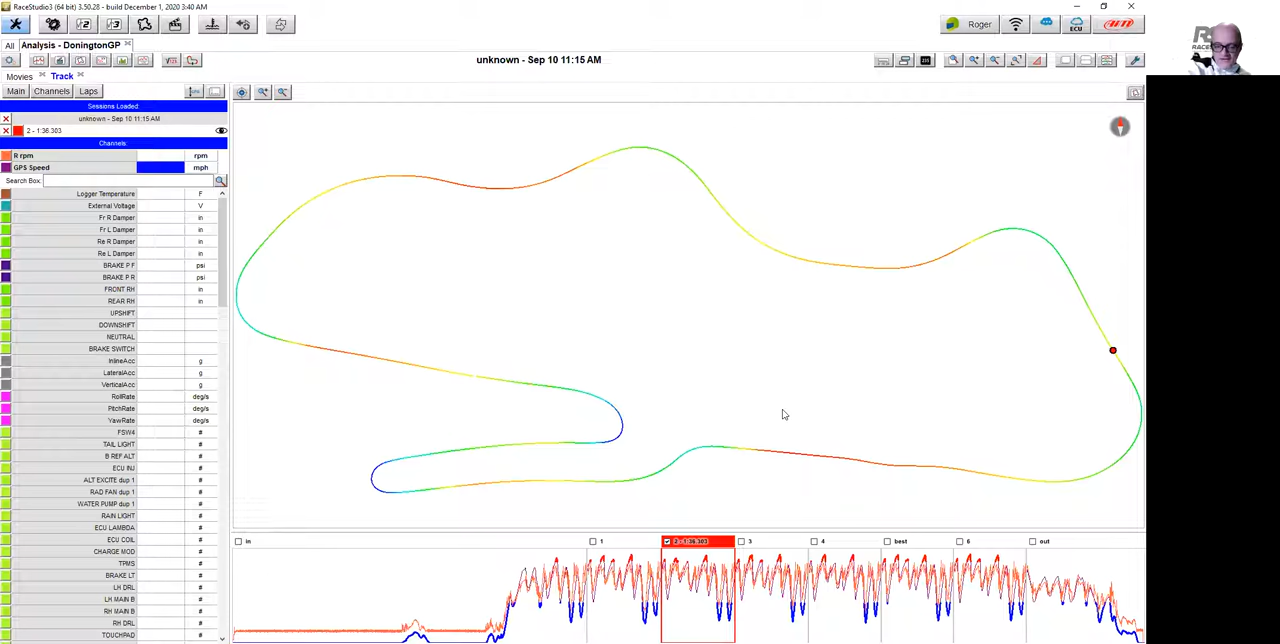 RaceStudio3 (64 bit) 3.50.28 - build December 1, 2020 3:40 AM
Roger
ECU
All
Analysis - DoningtonGP
unknown - Sep 10 11:15 AM
Movies
Track
Main
Channels
Laps
Sessions Loaded:
unknown - Sep 10 11:15 AM
2 - 1:36.303
Channels:
R rpm rpm
GPS Speed mph
Search Box:
Logger Temperature F
External Voltage V
Fr R Damper in
Fr L Damper in
Re R Damper in
Re L Damper in
BRAKE P F psi
BRAKE P R psi
FRONT RH in
REAR RH in
UPSHIFT
DOWNSHIFT
NEUTRAL
BRAKE SWITCH
InlineAcc g
LateralAcc g
VerticalAcc g
RollRate deg/s
PitchRate deg/s
YawRate deg/s
FSW4 #
TAIL LIGHT #
B REF ALT #
ECU INJ #
ALT EXCITE dup 1 #
RAD FAN dup 1 #
WATER PUMP dup 1 #
RAIN LIGHT #
ECU LAMBDA #
ECU COIL #
CHARGE MOD #
TPMS #
BRAKE LT #
LH DRL #
LH MAIN B #
RH MAIN B #
RH DRL #
TOUCHPAD #
in
1
2 - 1:36.303
3
4
best
6
out